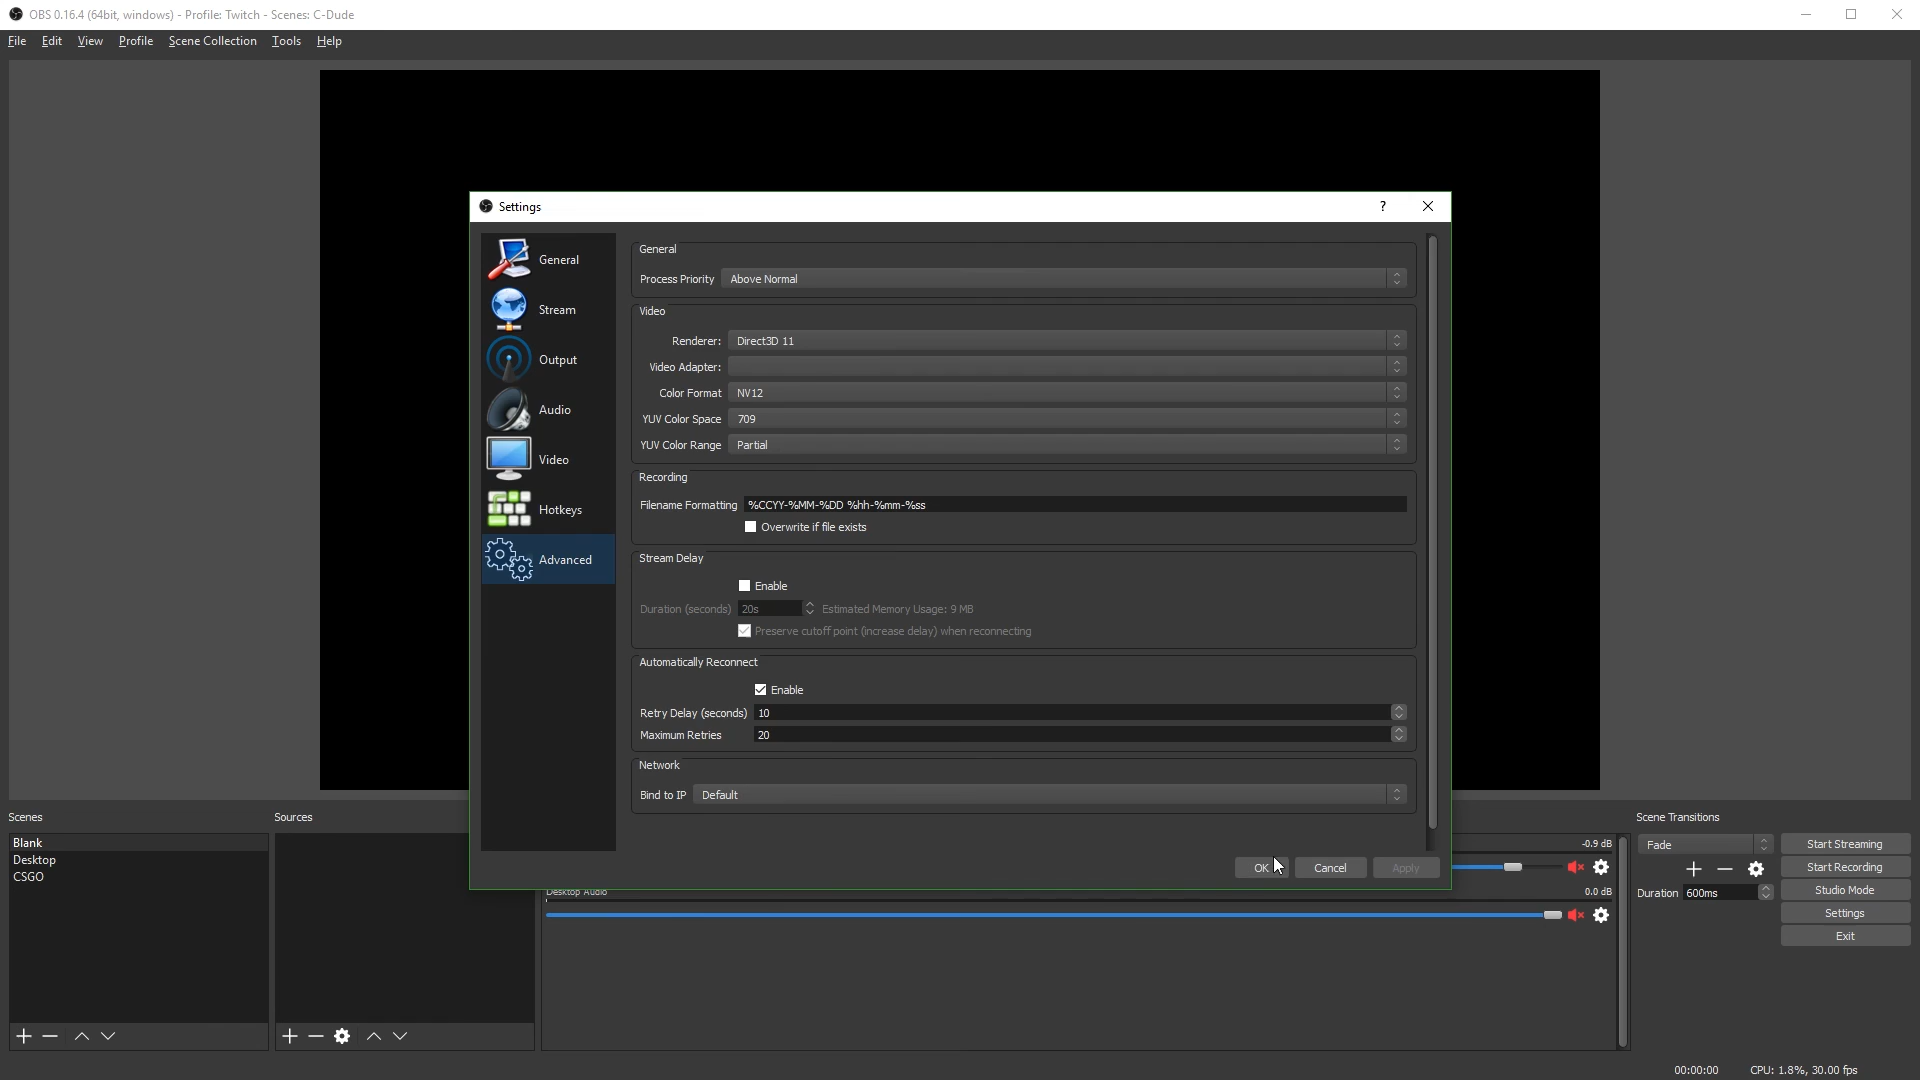 OBS 0.16.4 (64bit, windows) - Profile: Twitch - Scenes: C-Dude
File Edit View Profile Scene Collection Tools Help
Settings ?
General
Stream
Output
Audio
Video
Hotkeys
Advanced
General
Process Priority Above Normal
Video
Renderer: Direct3D 11
Video Adapter:
Color Format NV12
YUV Color Space 709
YUV Color Range Partial
Recording
Filename Formatting %CCYY-%MM-%DD %hh-%mm-%ss
Overwrite if file exists
Stream Delay
Enable
Duration (seconds) 20s Estimated Memory Usage: 9 MB
Preserve cutoff point (increase delay) when reconnecting
Automatically Reconnect
Enable
Retry Delay (seconds) 10
Maximum Retries 20
Network
Bind to IP Default
OK Cancel Apply
Scenes
Blank
Desktop
CSGO
Sources
-0.9 dB
Desktop Audio 0.0 dB
Scene Transitions
Fade
Duration 600ms
Start Streaming
Start Recording
Studio Mode
Settings
Exit
00:00:00 CPU: 1.8%, 30.00 fps